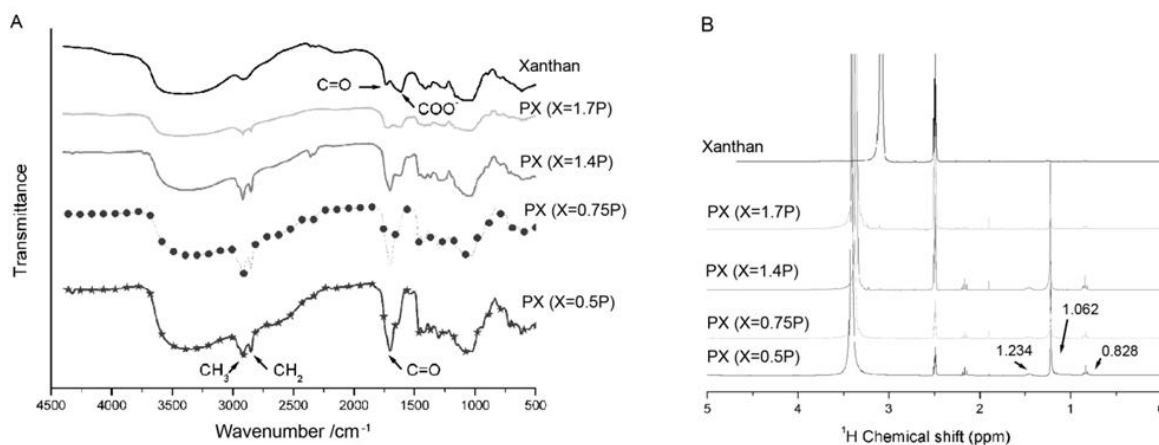 A
Xanthan
C=O
COO⁻
PX (X=1.7P)
PX (X=1.4P)
PX (X=0.75P)
PX (X=0.5P)
CH₃
CH₂
C=O
Transmittance
4500 4000 3500 3000 2500 2000 1500 1000 500
Wavenumber /cm⁻¹
B
Xanthan
PX (X=1.7P)
PX (X=1.4P)
PX (X=0.75P)
PX (X=0.5P)
1.062
1.234
0.828
5 4 3 2 1 0
¹H Chemical shift (ppm)